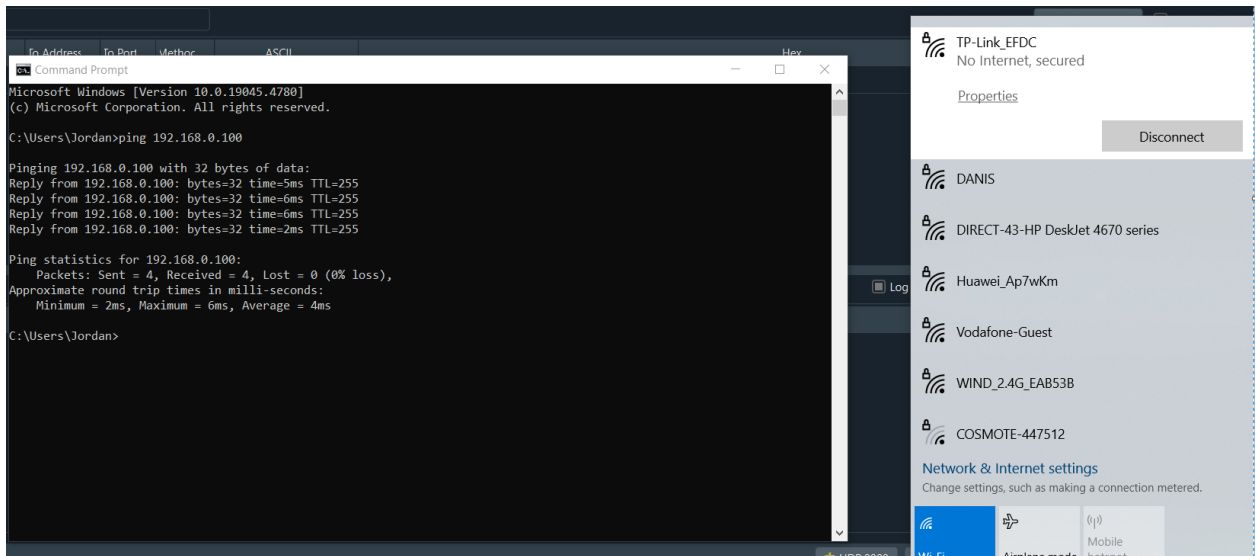 To Address To Port Method ASCII Hex
Command Prompt
Microsoft Windows [Version 10.0.19045.4780]
(c) Microsoft Corporation. All rights reserved.
C:\Users\Jordan>ping 192.168.0.100
Pinging 192.168.0.100 with 32 bytes of data:
Reply from 192.168.0.100: bytes=32 time=5ms TTL=255
Reply from 192.168.0.100: bytes=32 time=6ms TTL=255
Reply from 192.168.0.100: bytes=32 time=6ms TTL=255
Reply from 192.168.0.100: bytes=32 time=2ms TTL=255
Ping statistics for 192.168.0.100:
Packets: Sent = 4, Received = 4, Lost = 0 (0% loss),
Approximate round trip times in milli-seconds:
Minimum = 2ms, Maximum = 6ms, Average = 4ms
C:\Users\Jordan>
Log
TP-Link_EFDC
No Internet, secured
Properties
Disconnect
DANIS
DIRECT-43-HP DeskJet 4670 series
Huawei_Ap7wKm
Vodafone-Guest
WIND_2.4G_EAB53B
COSMOTE-447512
Network & Internet settings
Change settings, such as making a connection metered.
Mobile
Wi-Fi Airplane mode hotspot